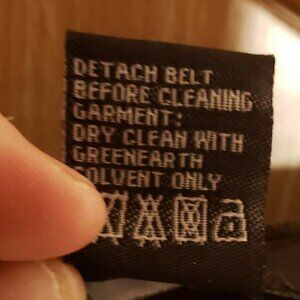 DETACH BELT
BEFORE CLEANING
GARMENT:
DRY CLEAN WITH
GREENEARTH
SOLVENT ONLY